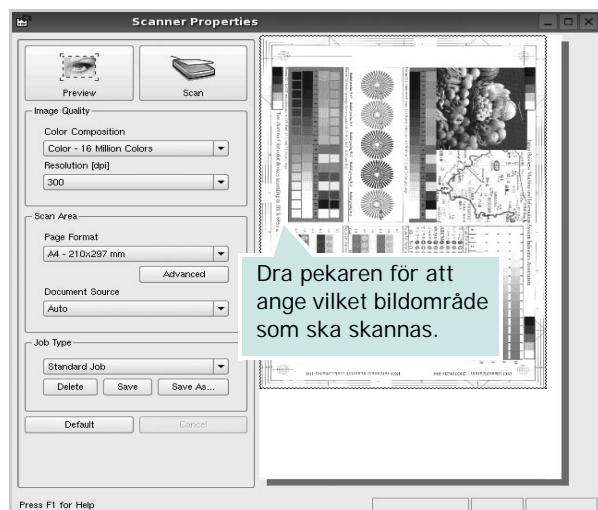 Scanner Properties
Preview
Scan
Image Quality
Color Composition
Color - 16 Million Colors
Resolution [dpi]
300
Scan Area
Page Format
A4 - 210x297 mm
Advanced
Document Source
Auto
Job Type
Standard Job
Delete
Save
Save As...
Default
Cancel
Dra pekaren för att
ange vilket bildområde
som ska skannas.
Press F1 for Help